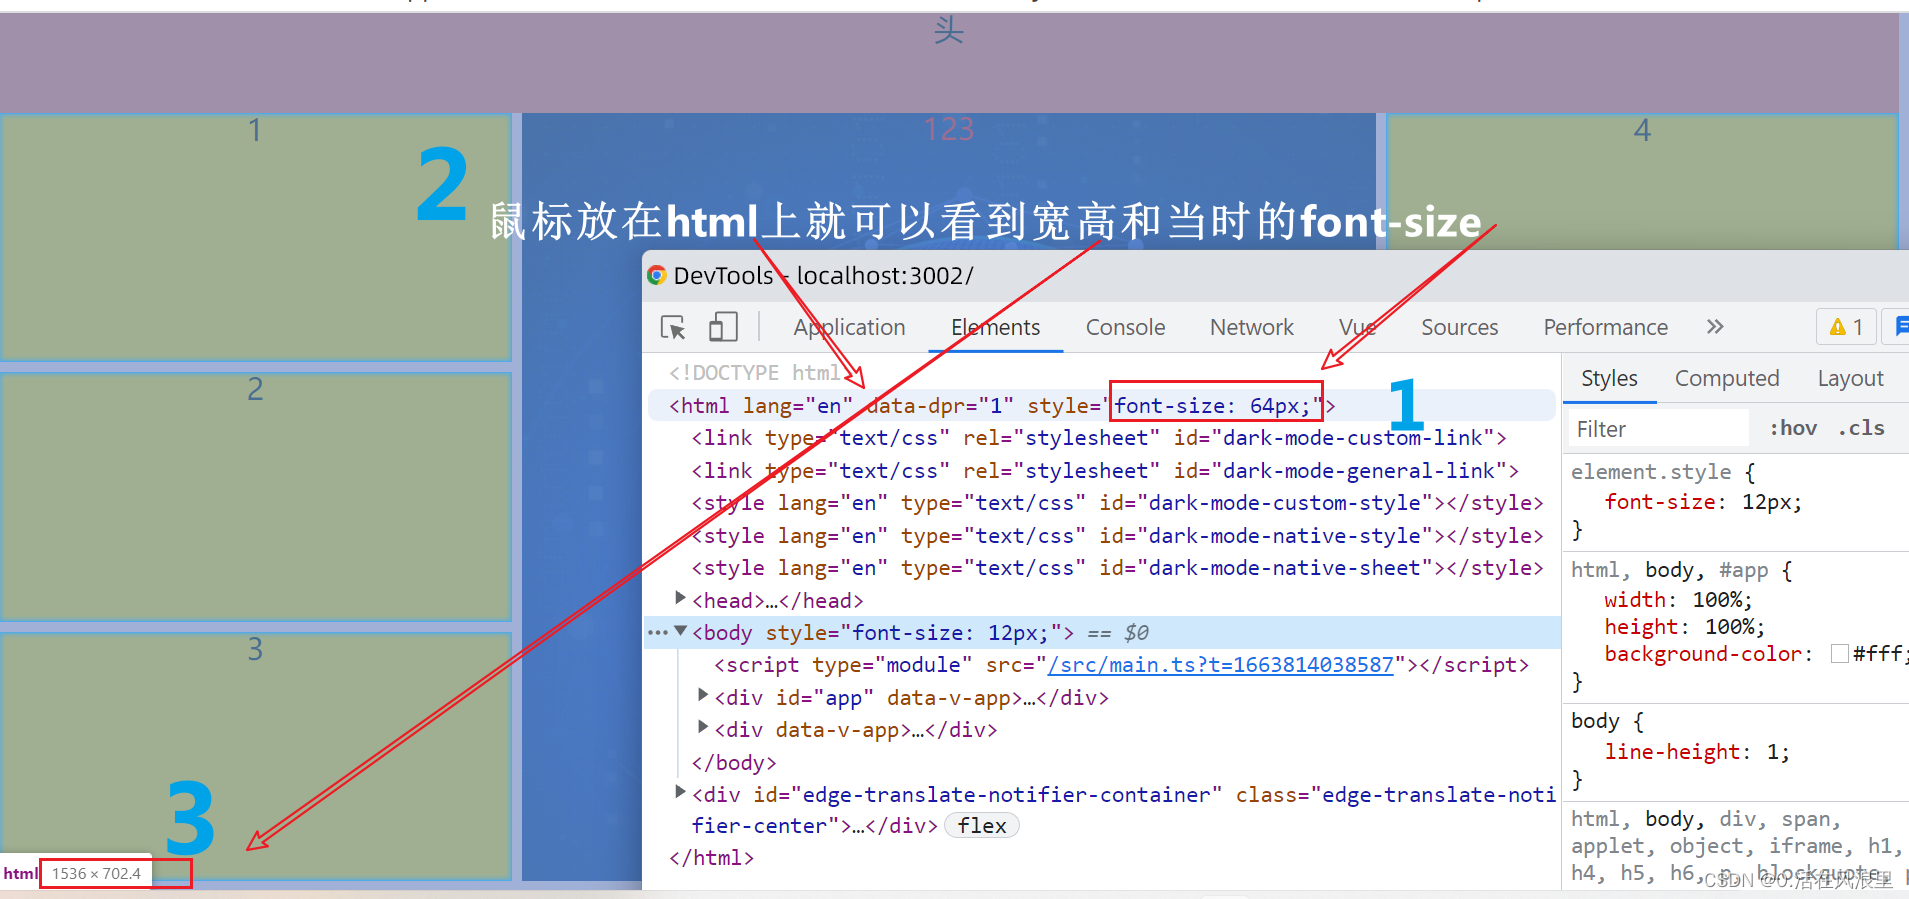 头
1
123
4
2
鼠标放在html上就可以看到宽高和当时的font-size
DevTools - localhost:3002/
Application
Elements
Console
Network
Vue
Sources
Performance
»
1
<!DOCTYPE html
<html lang="en" data-dpr="1" style="font-size: 64px;">
1
<link type="text/css" rel="stylesheet" id="dark-mode-custom-link">
<link type="text/css" rel="stylesheet" id="dark-mode-general-link">
<style lang="en" type="text/css" id="dark-mode-custom-style"></style>
<style lang="en" type="text/css" id="dark-mode-native-style"></style>
<style lang="en" type="text/css" id="dark-mode-native-sheet"></style>
<head>…</head>
<body style="font-size: 12px;"> == $0
<script type="module" src="/src/main.ts?t=1663814038587"></script>
<div id="app" data-v-app>…</div>
<div data-v-app>…</div>
</body>
<div id="edge-translate-notifier-container" class="edge-translate-noti
fier-center">…</div> flex
</html>
Styles
Computed
Layout
Filter
:hov .cls
element.style {
font-size: 12px;
}
html, body, #app {
width: 100%;
height: 100%;
background-color: #fff;
}
body {
line-height: 1;
}
html, body, div, span,
applet, object, iframe, h1,
h4, h5, h6, p, blockquote,
2
3
3
html 1536 × 702.4
CSDN @0.活在风浪里